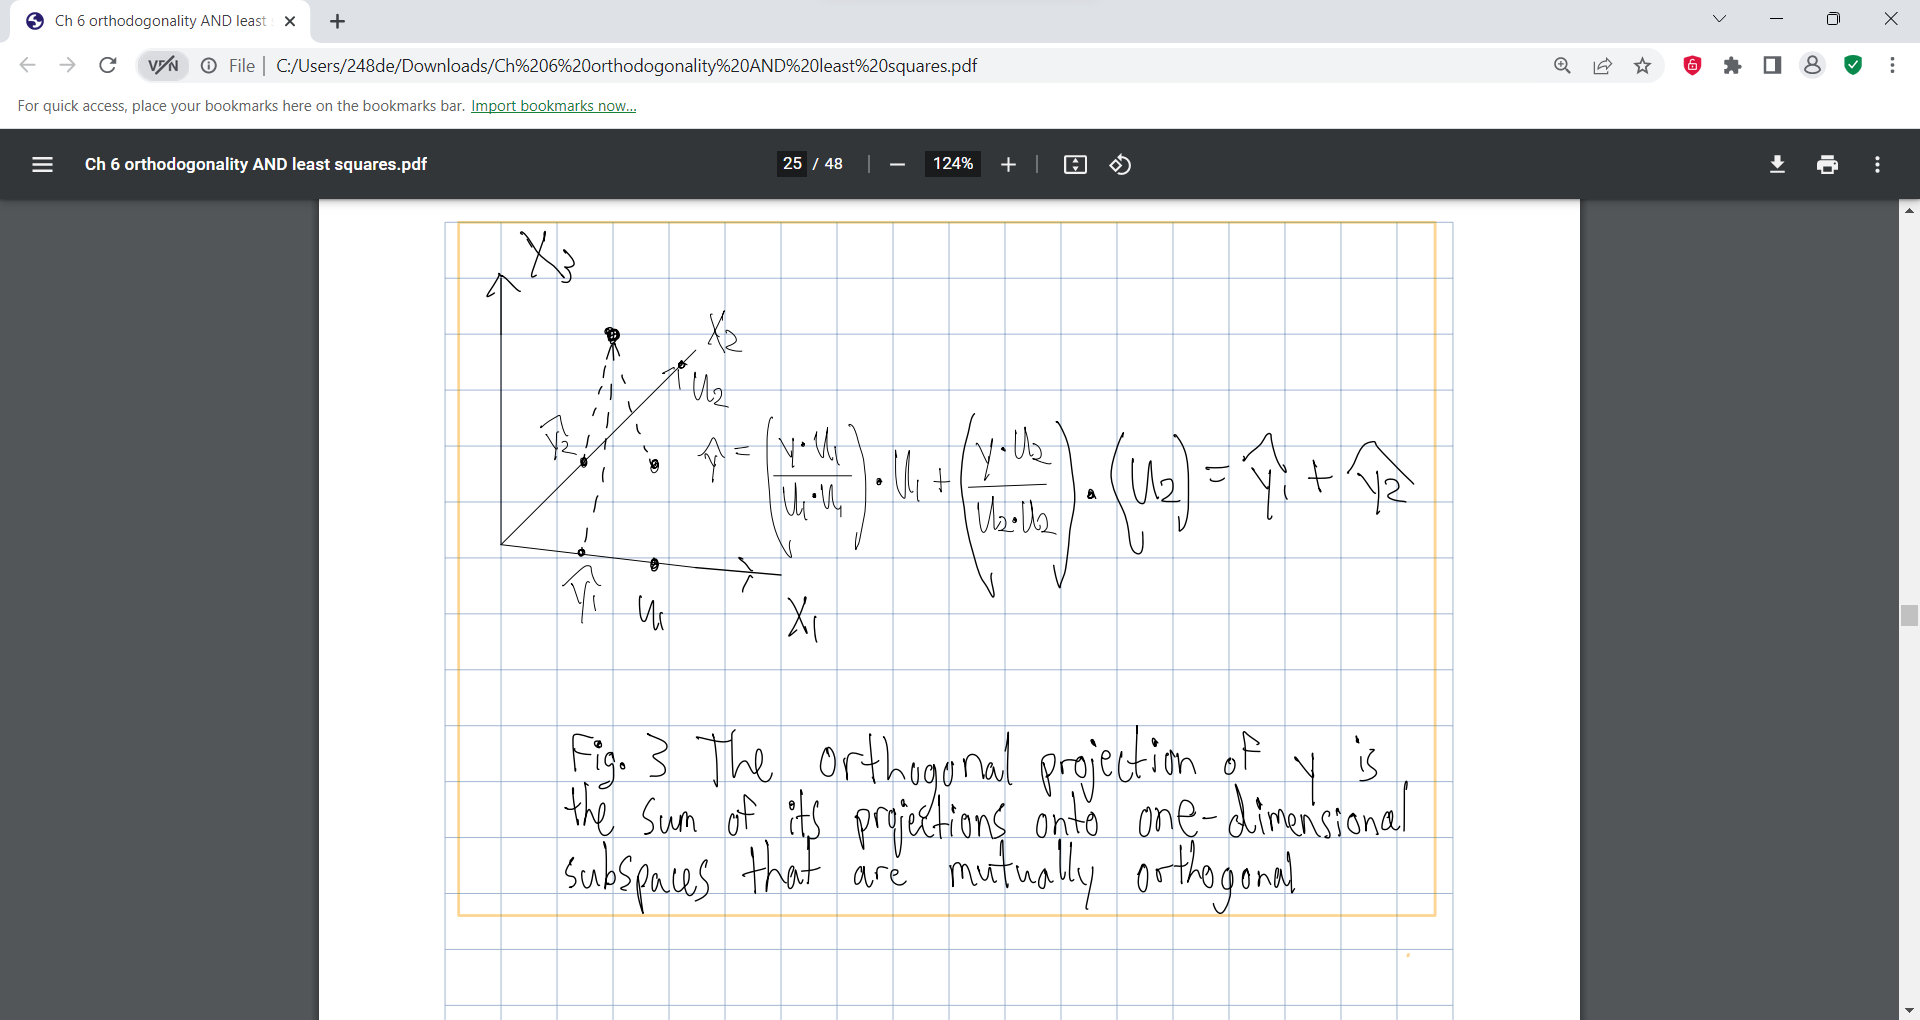 Ch 6 orthodogonality AND least
File | C:/Users/248de/Downloads/Ch%206%20orthodogonality%20AND%20least%20squares.pdf
For quick access, place your bookmarks here on the bookmarks bar. Import bookmarks now...
Ch 6 orthodogonality AND least squares.pdf 25 / 48 124%
X3
X2
U2
ŷ2
ŷ = (y·U1 / U1·U1)·U1 + (y·U2 / U2·U2)·(U2) = ŷ1 + ŷ2
ŷ1 U1 X1
Fig. 3 The orthogonal projection of y is
the sum of its projections onto one-dimensional
subspaces that are mutually orthogonal